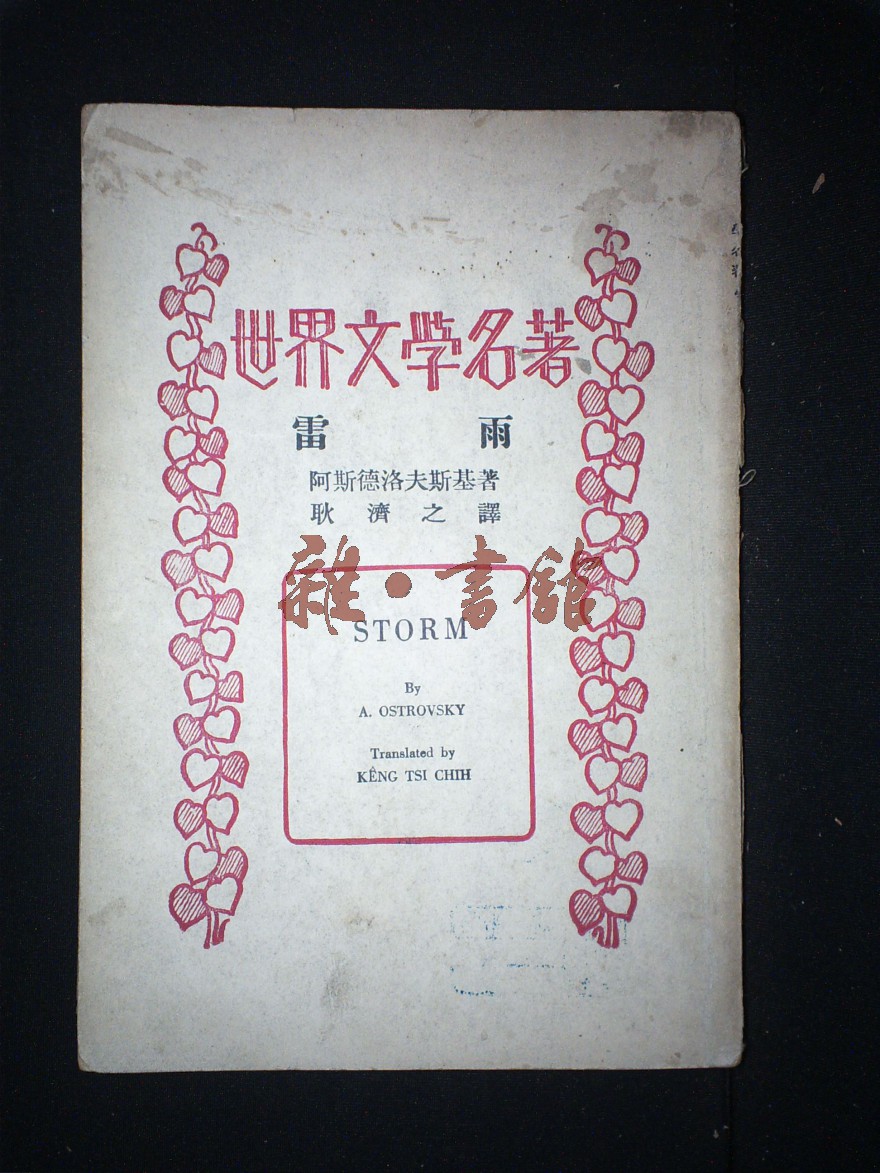 世界文學名著
雷雨
阿斯德洛夫斯基著
耿濟之譯
雜·書館
STORM
By
A. OSTROVSKY
Translated by
KÊNG TSI CHIH